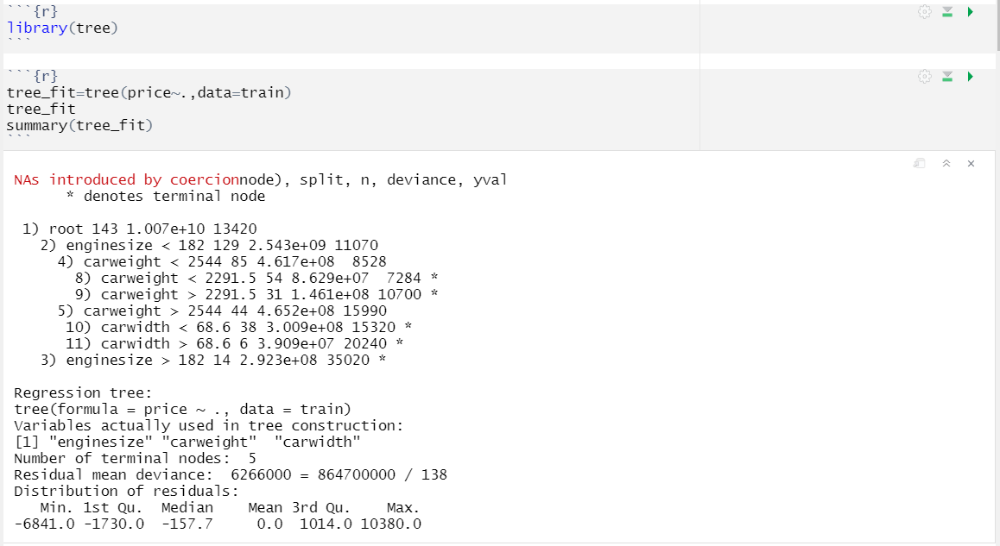 ```{r}
library(tree)
```
```{r}
tree_fit=tree(price~.,data=train)
tree_fit
summary(tree_fit)
```
NAs introduced by coercionnode), split, n, deviance, yval
      * denotes terminal node

 1) root 143 1.007e+10 13420
   2) enginesize < 182 129 2.543e+09 11070
     4) carweight < 2544 85 4.617e+08  8528
       8) carweight < 2291.5 54 8.629e+07  7284 *
       9) carweight > 2291.5 31 1.461e+08 10700 *
     5) carweight > 2544 44 4.652e+08 15990
      10) carwidth < 68.6 38 3.009e+08 15320 *
      11) carwidth > 68.6 6 3.909e+07 20240 *
   3) enginesize > 182 14 2.923e+08 35020 *

Regression tree:
tree(formula = price ~ ., data = train)
Variables actually used in tree construction:
[1] "enginesize" "carweight"  "carwidth"
Number of terminal nodes:  5
Residual mean deviance:  6266000 = 864700000 / 138
Distribution of residuals:
   Min. 1st Qu.  Median    Mean 3rd Qu.    Max.
-6841.0 -1730.0  -157.7     0.0  1014.0 10380.0